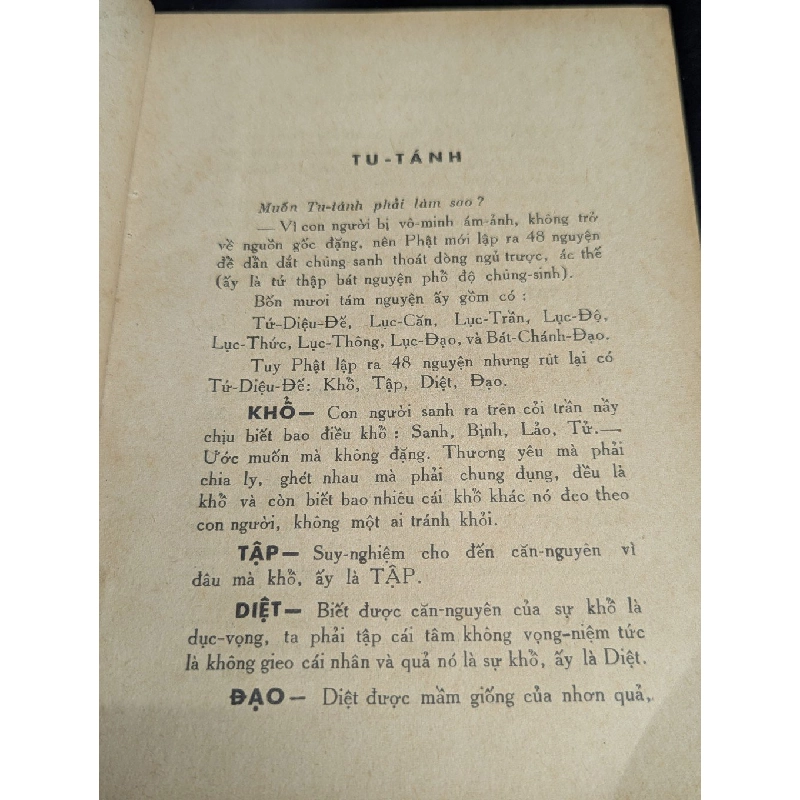 TU-TÁNH
Muốn Tu-tánh phải làm sao ?
— Vì con người bị vô-minh ám-ảnh, không trở
về nguồn gốc đặng, nên Phật mới lập ra 48 nguyện
để dẫn dắt chúng sanh thoát dòng ngủ trược, ác thế
(ấy là tứ thập bát nguyện phổ độ chúng-sinh).
Bốn mươi tám nguyện ấy gồm có :
Tứ-Diệu-Đế, Lục-Căn, Lục-Trần, Lục-Độ,
Lục-Thức, Lục-Thông, Lục-Đạo, và Bát-Chánh-Đạo.
Tuy Phật lập ra 48 nguyện nhưng rút lại có
Tứ-Diệu-Đế: Khổ, Tập, Diệt, Đạo.
KHỔ— Con người sanh ra trên cỏi trần nầy
chịu biết bao điều khổ : Sanh, Bịnh, Lảo, Tử.—
Ước muốn mà không đặng. Thương yêu mà phải
chia ly, ghét nhau mà phải chung đụng, đều là
khổ và còn biết bao nhiêu cái khổ khác nó đeo theo
con người, không một ai tránh khỏi.
TẬP— Suy-nghiệm cho đến căn-nguyên vì
đâu mà khổ, ấy là TẬP.
DIỆT— Biết được căn-nguyên của sự khổ là
dục-vọng, ta phải tập cái tâm không vọng-niệm tức
là không gieo cái nhân và quả nó là sự khổ, ấy là Diệt.
ĐẠO— Diệt được mầm giống của nhơn quả,